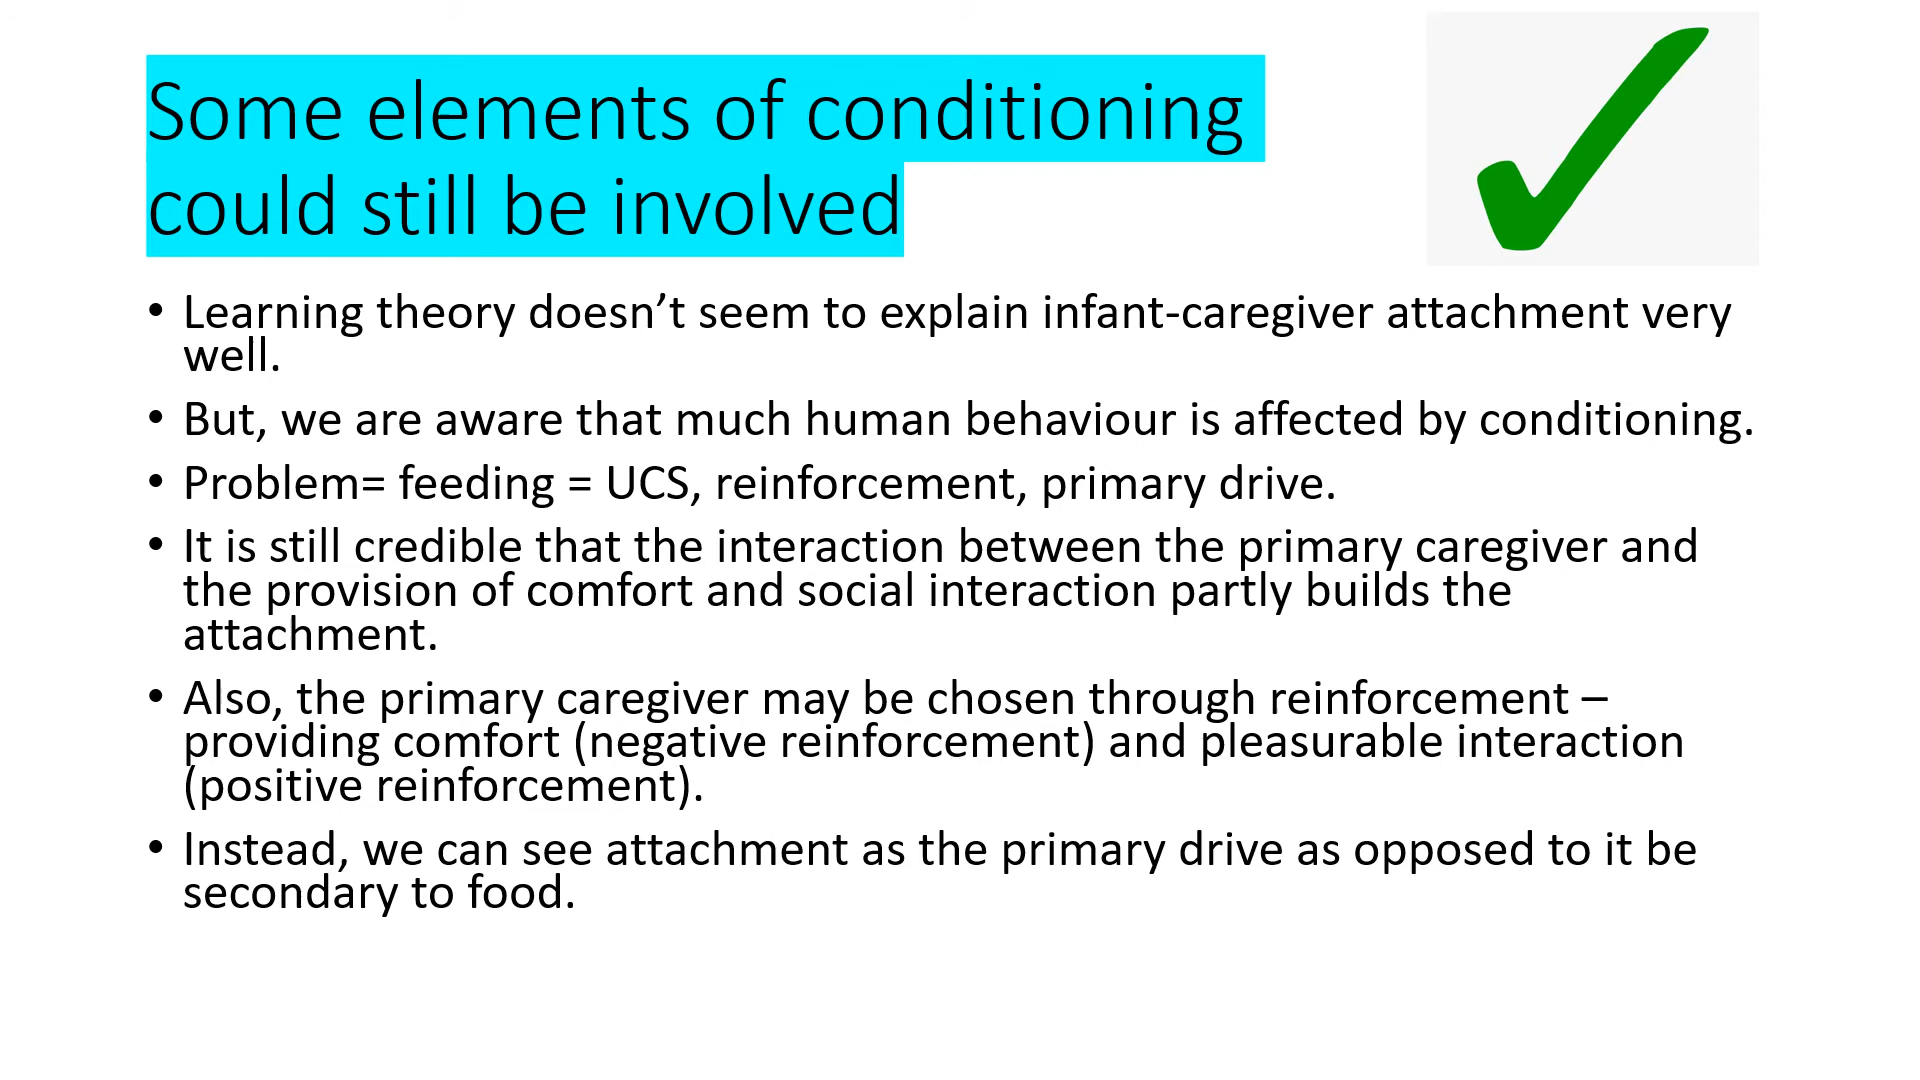 Some elements of conditioning
could still be involved
• Learning theory doesn’t seem to explain infant-caregiver attachment very
well.
• But, we are aware that much human behaviour is affected by conditioning.
• Problem= feeding = UCS, reinforcement, primary drive.
• It is still credible that the interaction between the primary caregiver and
the provision of comfort and social interaction partly builds the
attachment.
• Also, the primary caregiver may be chosen through reinforcement –
providing comfort (negative reinforcement) and pleasurable interaction
(positive reinforcement).
• Instead, we can see attachment as the primary drive as opposed to it be
secondary to food.